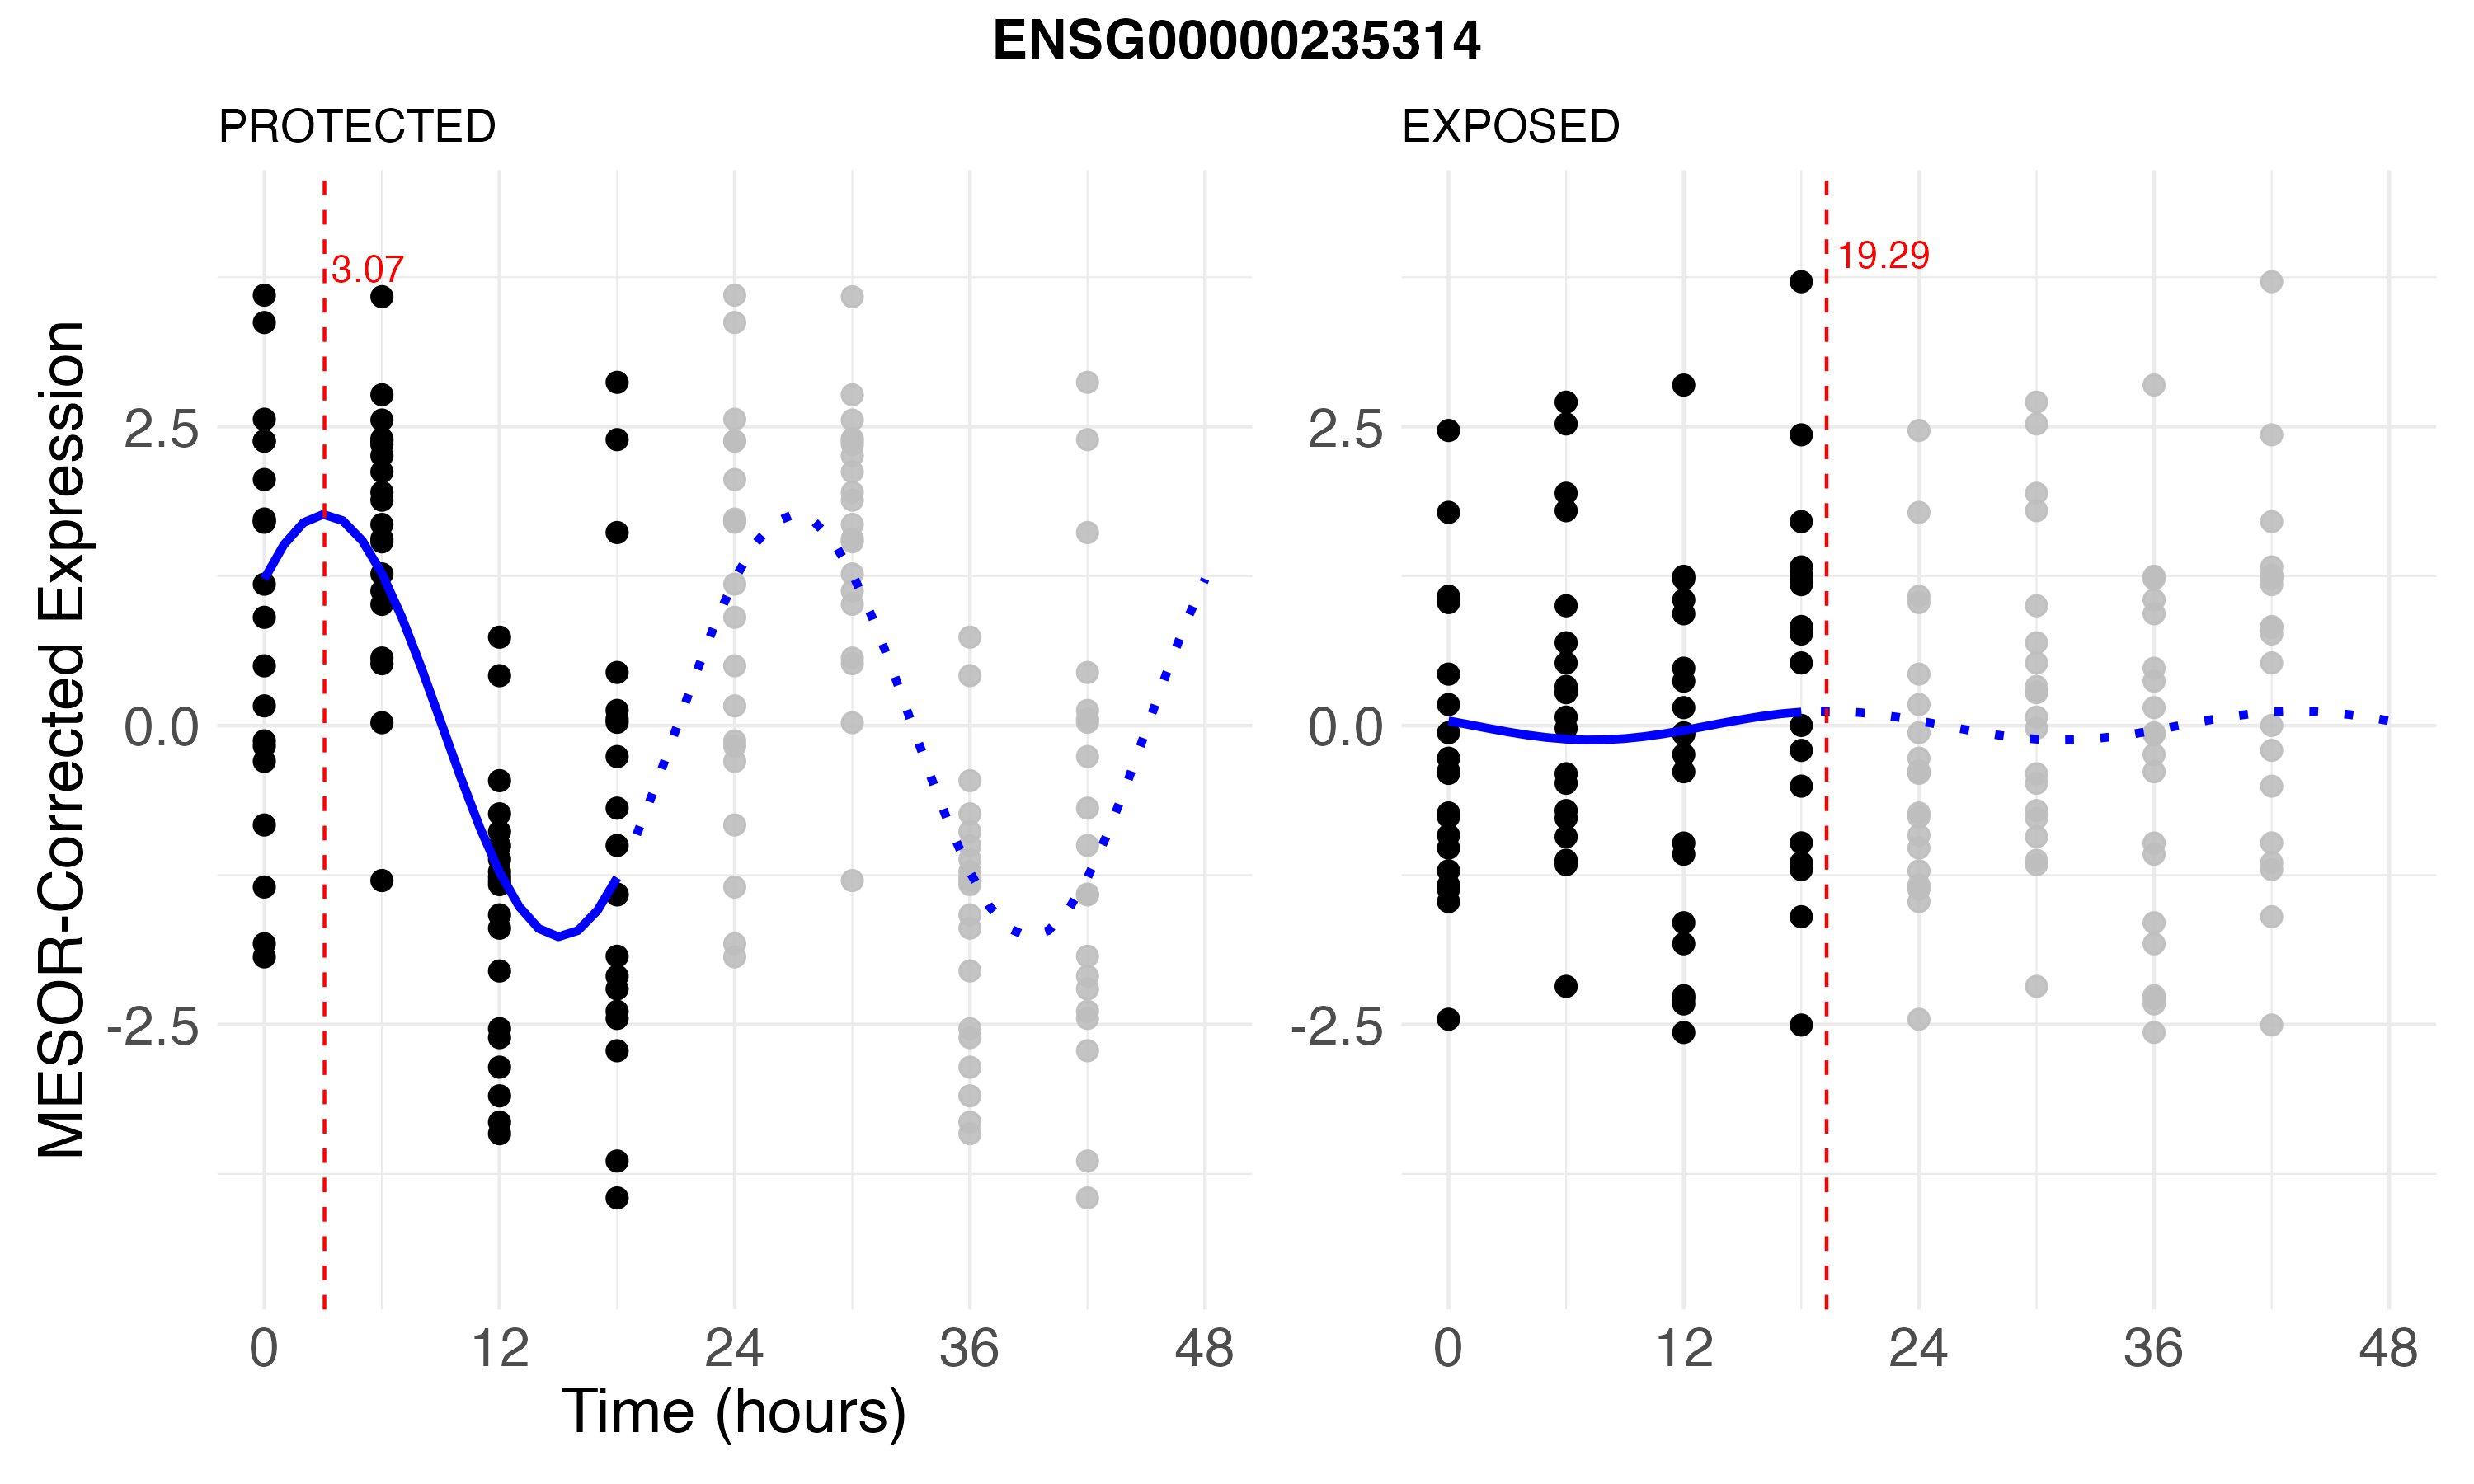 ENSG00000235314
PROTECTED
EXPOSED
3.07
19.29
MESOR-Corrected Expression
2.5
0.0
-2.5
2.5
0.0
-2.5
0 12 24 36 48
0 12 24 36 48
Time (hours)